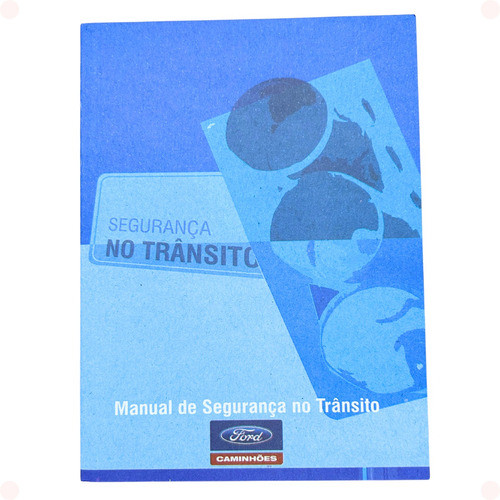 SEGURANÇA
NO TRÂNSITO
Manual de Segurança no Trânsito
Ford
CAMINHÕES